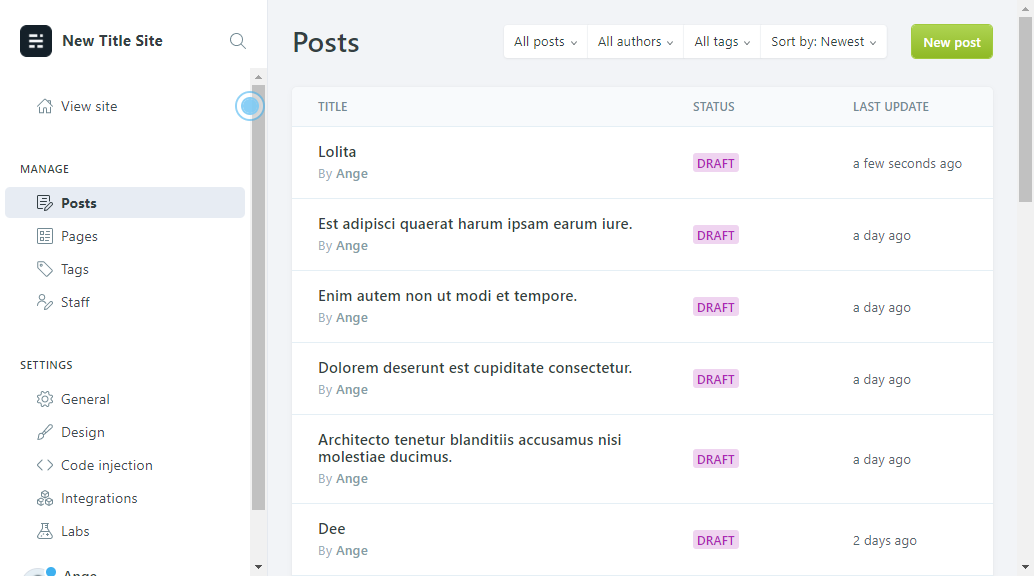 New Title Site
View site
MANAGE
Posts
Pages
Tags
Staff
SETTINGS
General
Design
Code injection
Integrations
Labs
Ange
Posts
All posts
All authors
All tags
Sort by: Newest
New post
TITLE STATUS LAST UPDATE
Lolita
By Ange
DRAFT
a few seconds ago
Est adipisci quaerat harum ipsam earum iure.
By Ange
DRAFT
a day ago
Enim autem non ut modi et tempore.
By Ange
DRAFT
a day ago
Dolorem deserunt est cupiditate consectetur.
By Ange
DRAFT
a day ago
Architecto tenetur blanditiis accusamus nisi
molestiae ducimus.
By Ange
DRAFT
a day ago
Dee
By Ange
DRAFT
2 days ago